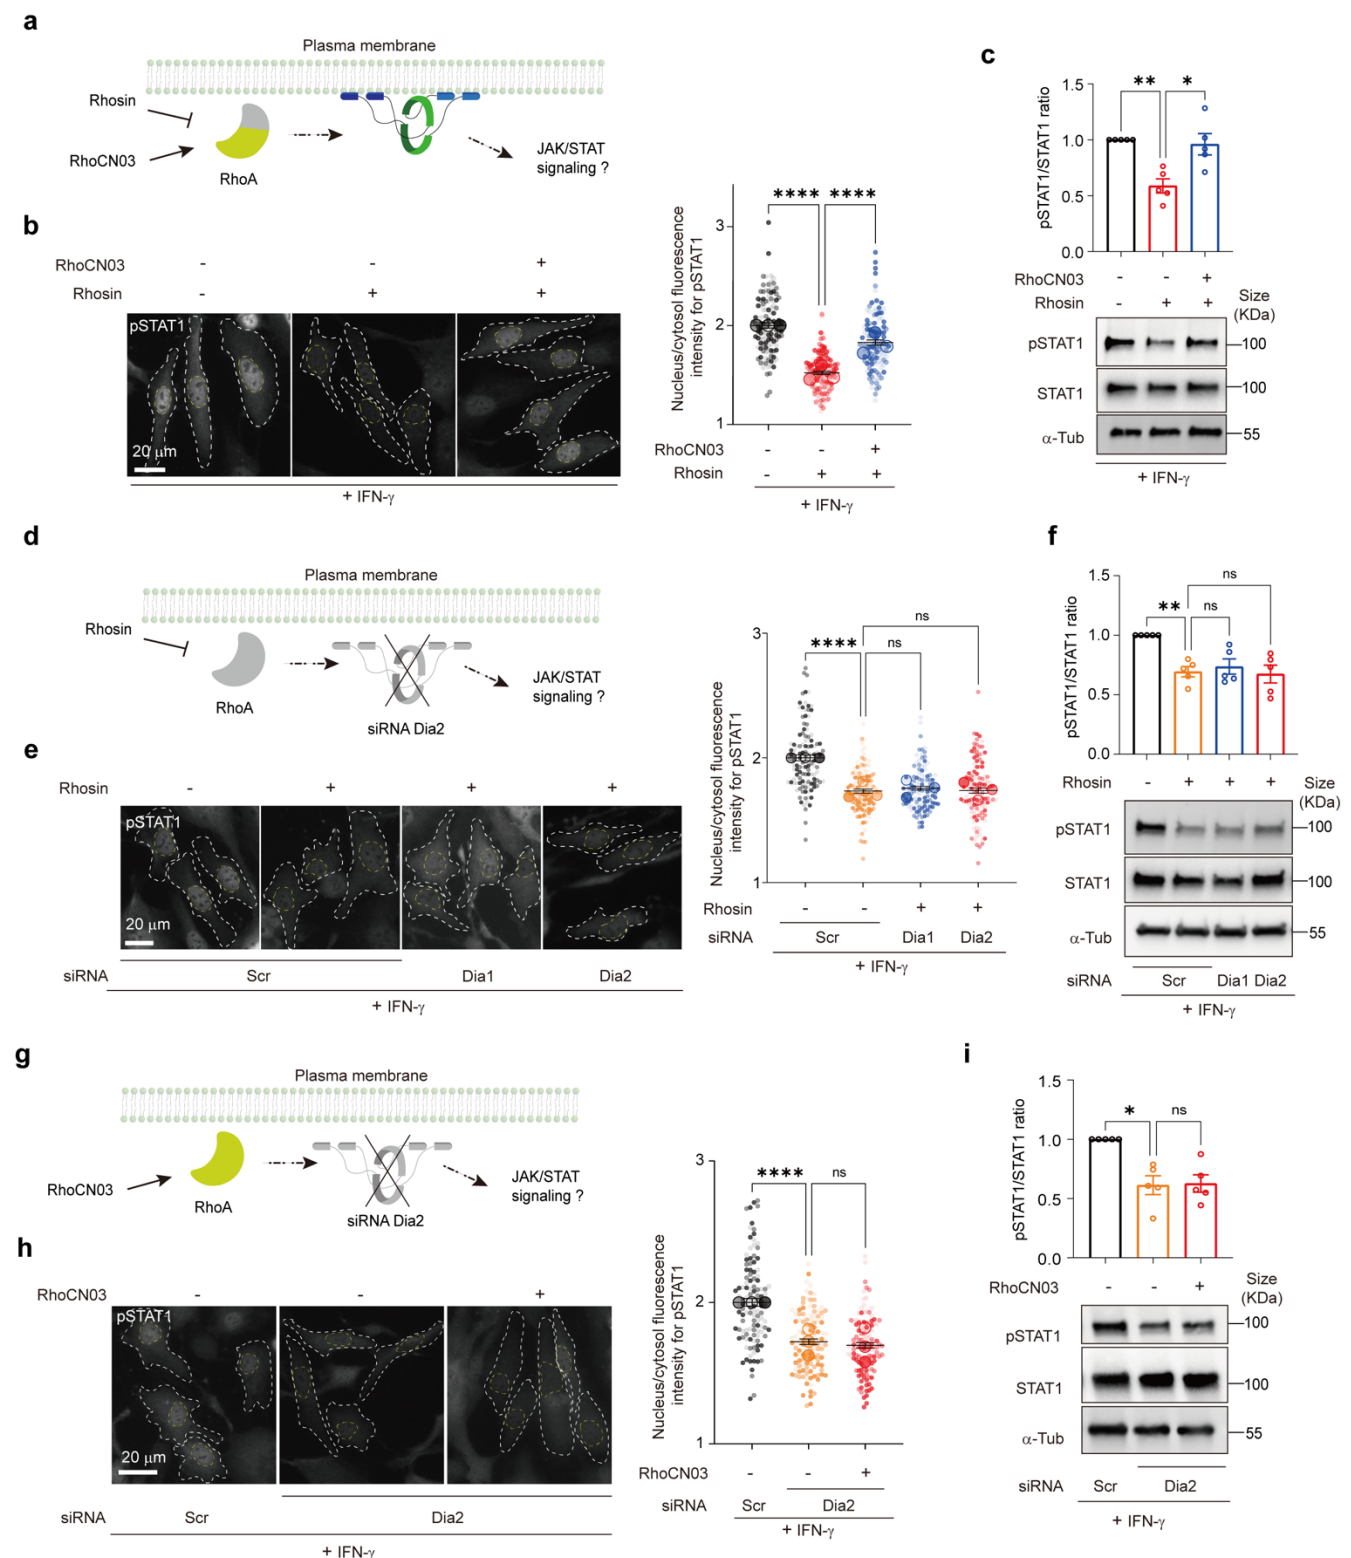 a
Plasma membrane
Rhosin
RhoCN03
RhoA
JAK/STAT
signaling ?
b
RhoCN03 - - +
Rhosin - + +
pSTAT1
20 μm
+ IFN-γ
Nucleus/cytosol fluorescence
intensity for pSTAT1
3
2
1
**** ****
RhoCN03 - - +
Rhosin - + +
+ IFN-γ
c
pSTAT1/STAT1 ratio
1.5
1.0
0.5
0.0
** *
RhoCN03 - - +
Rhosin - + +
Size
(KDa)
pSTAT1 100
STAT1 100
α-Tub 55
+ IFN-γ
d
Plasma membrane
Rhosin
RhoA
siRNA Dia2
JAK/STAT
signaling ?
e
Rhosin - + + +
pSTAT1
20 μm
siRNA Scr Dia1 Dia2
+ IFN-γ
Nucleus/cytosol fluorescence
intensity for pSTAT1
3
2
1
**** ns
ns
Rhosin - - + +
siRNA Scr Dia1 Dia2
+ IFN-γ
f
pSTAT1/STAT1 ratio
1.5
1.0
0.5
0.0
ns
** ns
Rhosin - + + +
Size
(KDa)
pSTAT1 100
STAT1 100
α-Tub 55
siRNA Scr Dia1 Dia2
+ IFN-γ
g
Plasma membrane
RhoCN03
RhoA
siRNA Dia2
JAK/STAT
signaling ?
h
RhoCN03 - - +
pSTAT1
20 μm
siRNA Scr Dia2
+ IFN-γ
Nucleus/cytosol fluorescence
intensity for pSTAT1
3
2
1
**** ns
RhoCN03 - - +
siRNA Scr Dia2
+ IFN-γ
i
pSTAT1/STAT1 ratio
1.5
1.0
0.5
0.0
* ns
RhoCN03 - - +
Size
(KDa)
pSTAT1 100
STAT1 100
α-Tub 55
siRNA Scr Dia2
+ IFN-γ